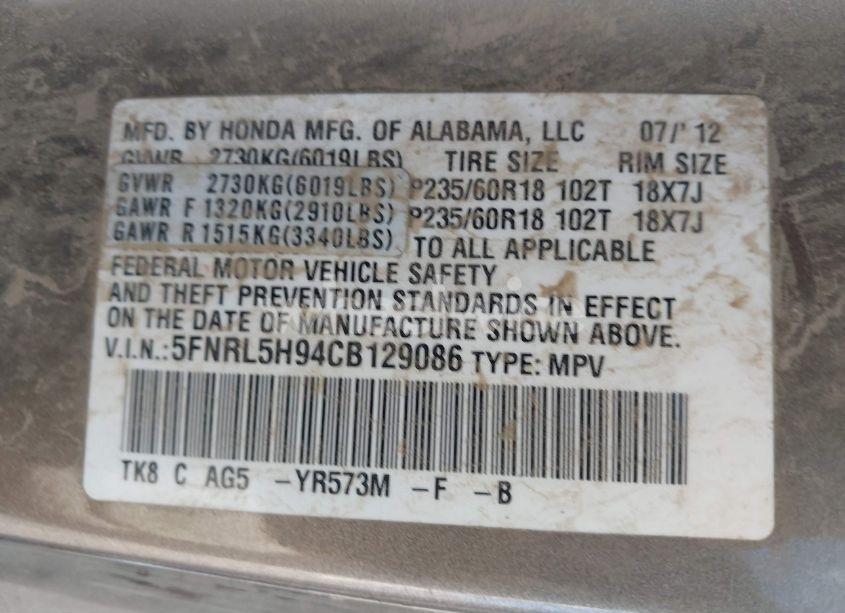 MFD. BY HONDA MFG. OF ALABAMA, LLC 07/'12
GVWR 2730KG(6019LBS) TIRE SIZE RIM SIZE
GVWR 2730KG(6019LBS) P235/60R18 102T 18X7J
GAWR F 1320KG(2910LBS) P235/60R18 102T 18X7J
GAWR R 1515KG(3340LBS) TO ALL APPLICABLE
FEDERAL MOTOR VEHICLE SAFETY
AND THEFT PREVENTION STANDARDS IN EFFECT
ON THE DATE OF MANUFACTURE SHOWN ABOVE.
V.I.N.:5FNRL5H94CB129086 TYPE: MPV
TK8 C AG5 -YR573M -F -B